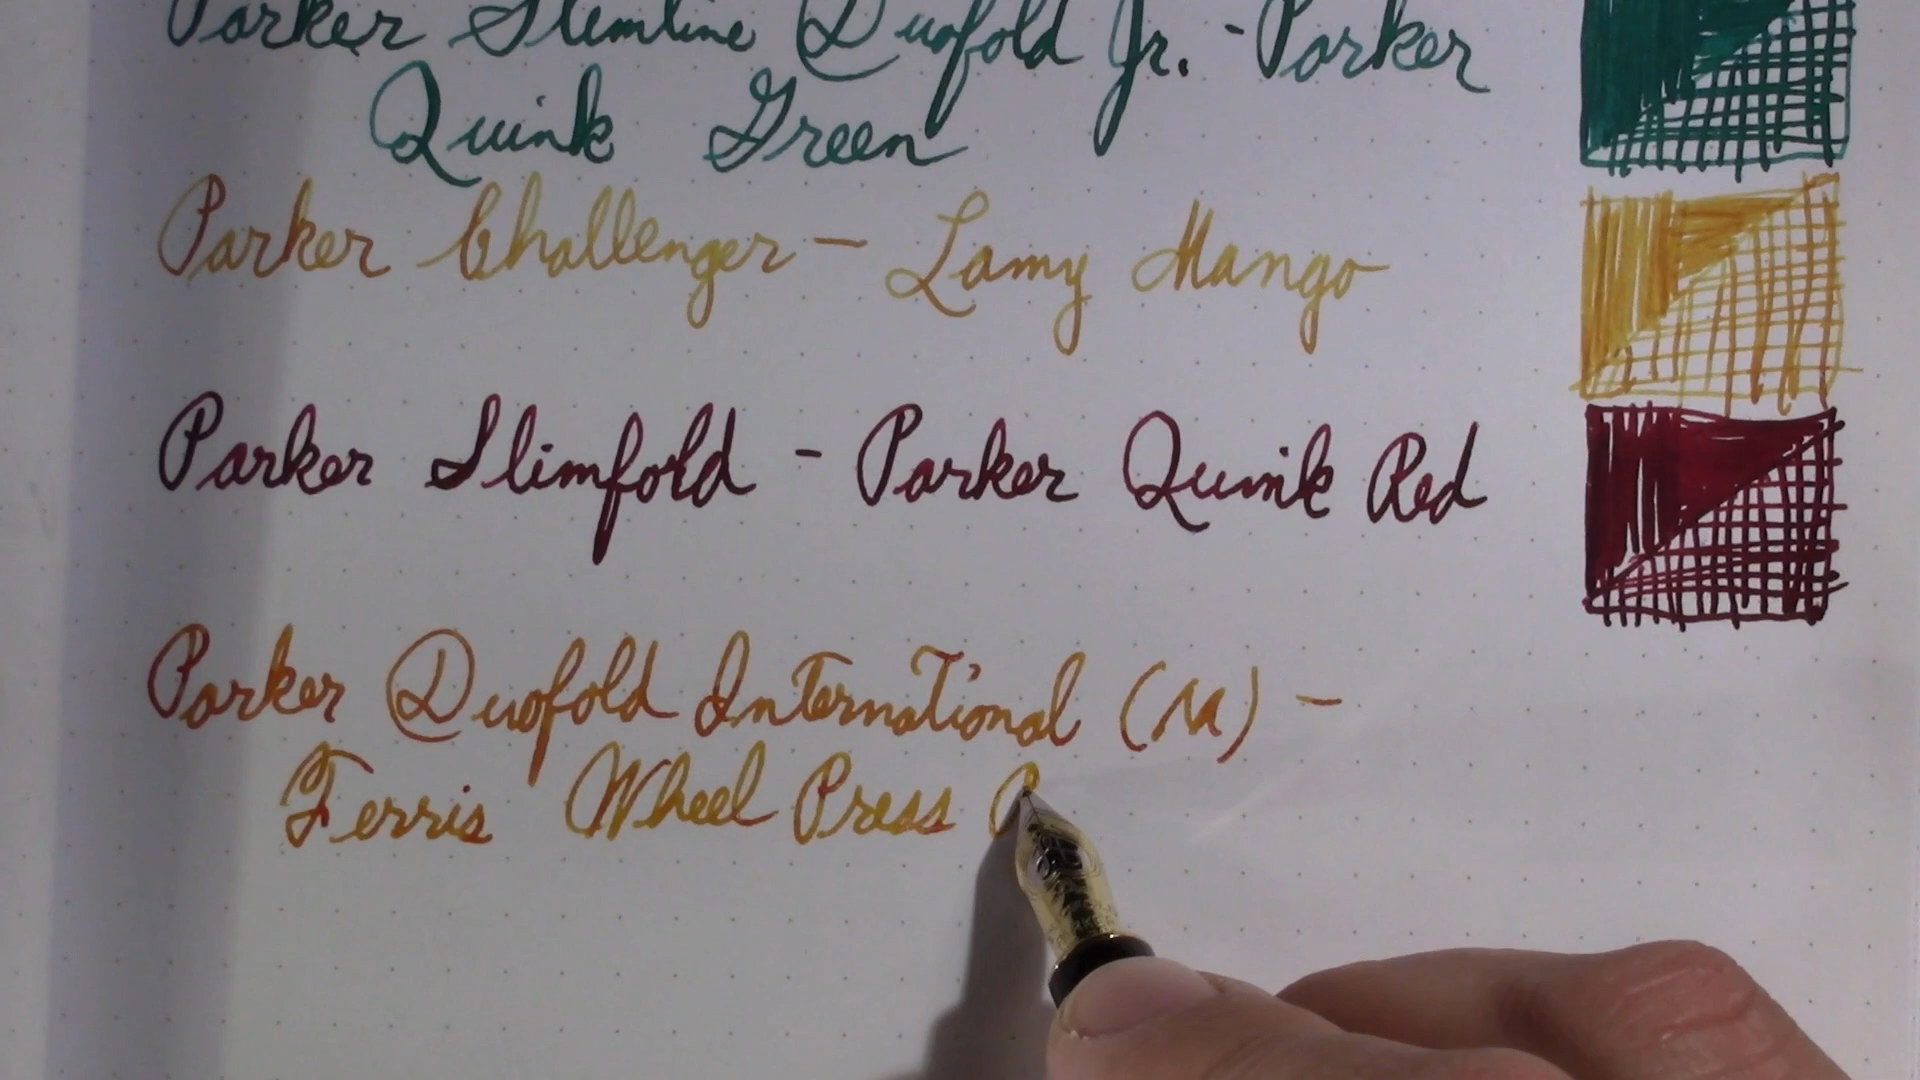 Parker Slimline Duofold Jr. - Parker
Quink Green
Parker Challenger - Lamy Mango
Parker Slimfold - Parker Quink Red
Parker Duofold International (M) -
Ferris Wheel Press